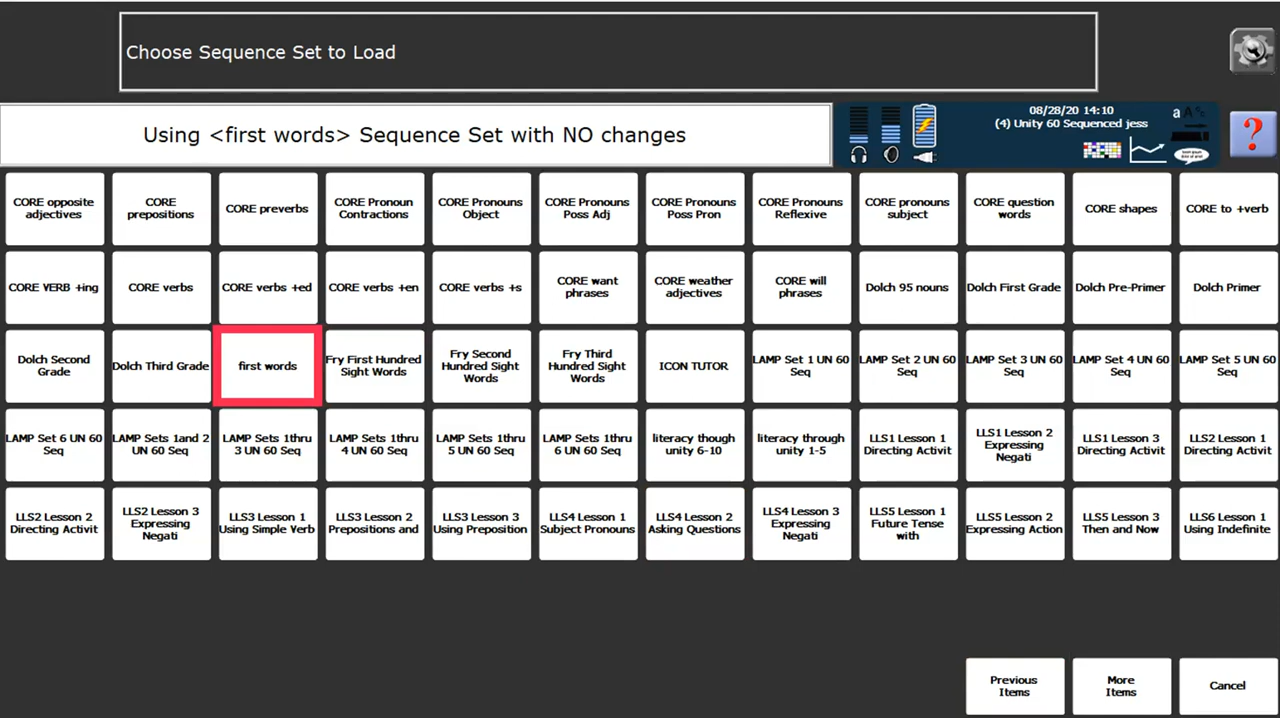 Choose Sequence Set to Load
Using <first words> Sequence Set with NO changes
08/28/20 14:10
(4) Unity 60 Sequenced jess
CORE opposite
adjectives
CORE
prepositions
CORE preverbs
CORE Pronoun
Contractions
CORE Pronouns
Object
CORE Pronouns
Poss Adj
CORE Pronouns
Poss Pron
CORE Pronouns
Reflexive
CORE pronouns
subject
CORE question
words
CORE shapes
CORE to +verb
CORE VERB +ing
CORE verbs
CORE verbs +ed
CORE verbs +en
CORE verbs +s
CORE want
phrases
CORE weather
adjectives
CORE will
phrases
Dolch 95 nouns
Dolch First Grade
Dolch Pre-Primer
Dolch Primer
Dolch Second
Grade
Dolch Third Grade
first words
Fry First Hundred
Sight Words
Fry Second
Hundred Sight
Words
Fry Third
Hundred Sight
Words
ICON TUTOR
LAMP Set 1 UN 60
Seq
LAMP Set 2 UN 60
Seq
LAMP Set 3 UN 60
Seq
LAMP Set 4 UN 60
Seq
LAMP Set 5 UN 60
Seq
LAMP Set 6 UN 60
Seq
LAMP Sets 1and 2
UN 60 Seq
LAMP Sets 1thru
3 UN 60 Seq
LAMP Sets 1thru
4 UN 60 Seq
LAMP Sets 1thru
5 UN 60 Seq
LAMP Sets 1thru
6 UN 60 Seq
literacy though
unity 6-10
literacy through
unity 1-5
LLS1 Lesson 1
Directing Activit
LLS1 Lesson 2
Expressing
Negati
LLS1 Lesson 3
Directing Activit
LLS2 Lesson 1
Directing Activit
LLS2 Lesson 2
Directing Activit
LLS2 Lesson 3
Expressing
Negati
LLS3 Lesson 1
Using Simple Verb
LLS3 Lesson 2
Prepositions and
LLS3 Lesson 3
Using Preposition
LLS4 Lesson 1
Subject Pronouns
LLS4 Lesson 2
Asking Questions
LLS4 Lesson 3
Expressing
Negati
LLS5 Lesson 1
Future Tense
with
LLS5 Lesson 2
Expressing Action
LLS5 Lesson 3
Then and Now
LLS6 Lesson 1
Using Indefinite
Previous
Items
More
Items
Cancel